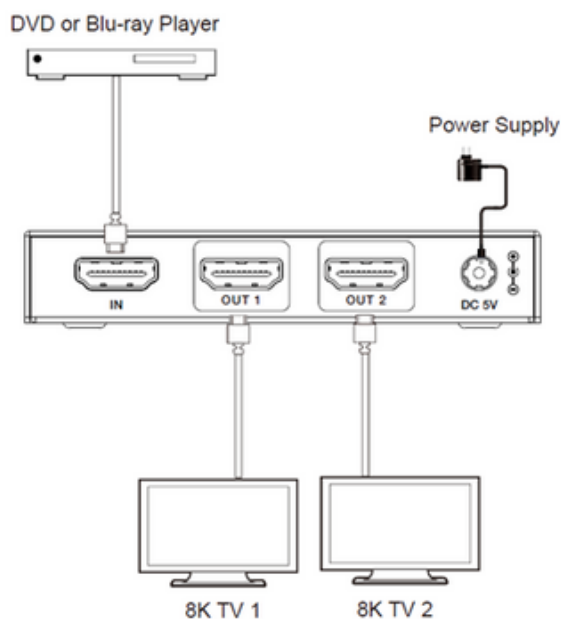 DVD or Blu-ray Player
Power Supply
IN
OUT 1
OUT 2
DC 5V
8K TV 1
8K TV 2